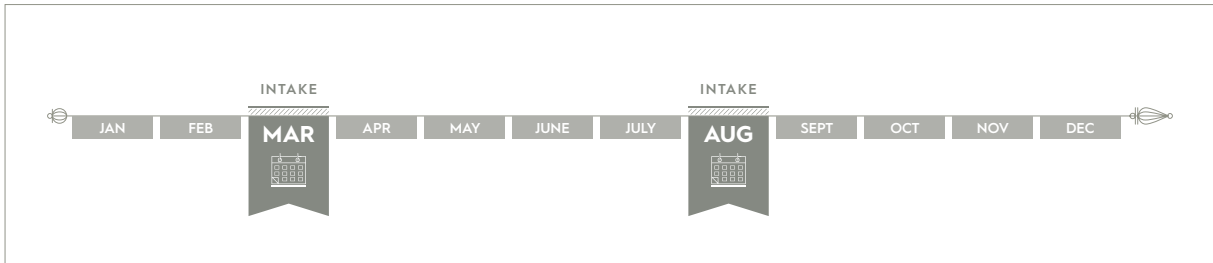 INTAKE INTAKE
JAN FEB MAR APR MAY JUNE JULY AUG SEPT OCT NOV DEC